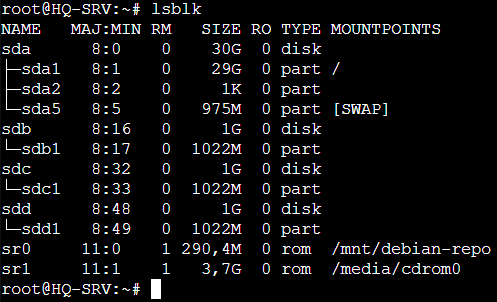 root@HQ-SRV:~# lsblk
NAME   MAJ:MIN RM   SIZE RO TYPE MOUNTPOINTS
sda      8:0    0    30G  0 disk
├─sda1   8:1    0    29G  0 part /
├─sda2   8:2    0     1K  0 part
└─sda5   8:5    0   975M  0 part [SWAP]
sdb      8:16   0     1G  0 disk
└─sdb1   8:17   0  1022M  0 part
sdc      8:32   0     1G  0 disk
└─sdc1   8:33   0  1022M  0 part
sdd      8:48   0     1G  0 disk
└─sdd1   8:49   0  1022M  0 part
sr0     11:0    1 290,4M  0 rom  /mnt/debian-repo
sr1     11:1    1   3,7G  0 rom  /media/cdrom0
root@HQ-SRV:~#